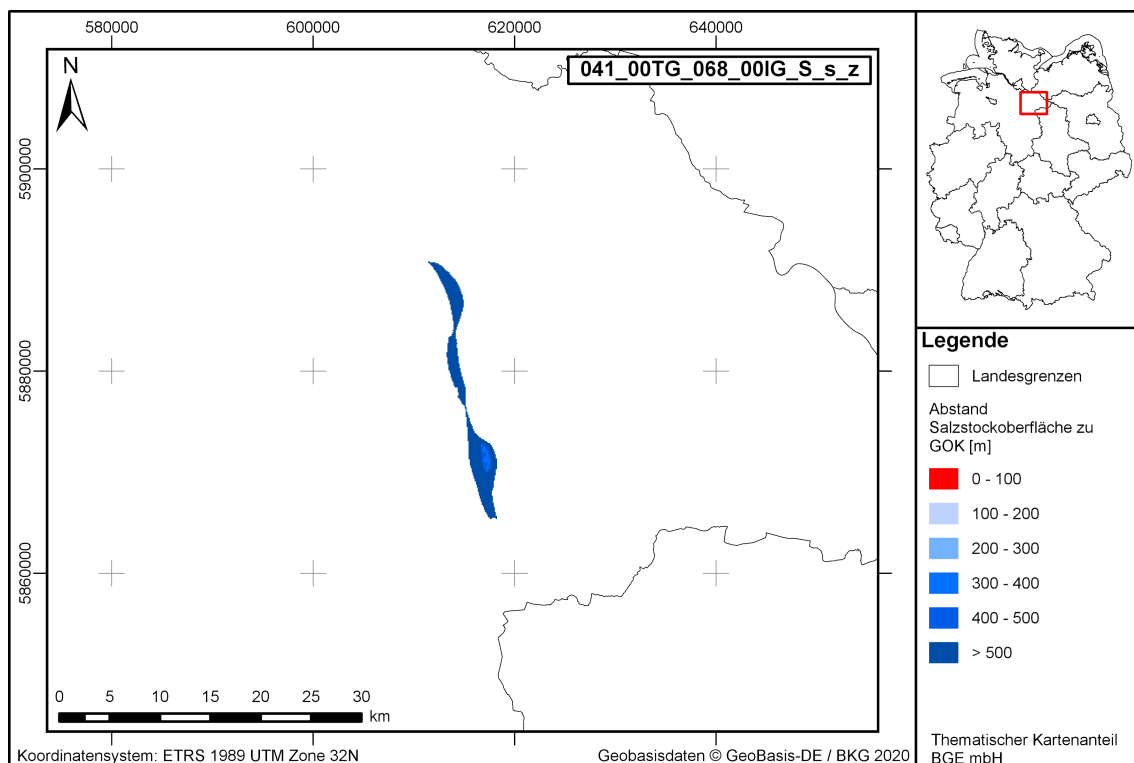 580000
600000
620000
640000
041_00TG_068_00IG_S_s_z
N
5900000
5880000
5860000
0
5
10
15
20
25
30
km
Koordinatensystem: ETRS 1989 UTM Zone 32N
Geobasisdaten © GeoBasis-DE / BKG 2020
Legende
Landesgrenzen
Abstand
Salzstockoberfläche zu
GOK [m]
0 - 100
100 - 200
200 - 300
300 - 400
400 - 500
> 500
Thematischer Kartenanteil
BGE mbH